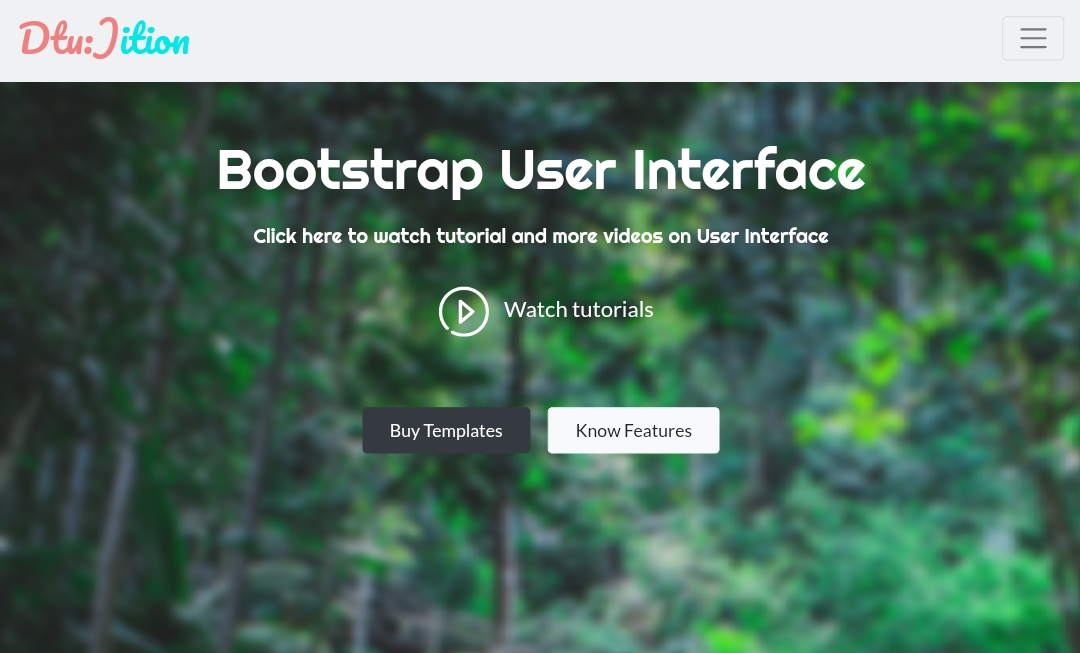 Dtu:Jition
Bootstrap User Interface
Click here to watch tutorial and more videos on User Interface
Watch tutorials
Buy Templates
Know Features